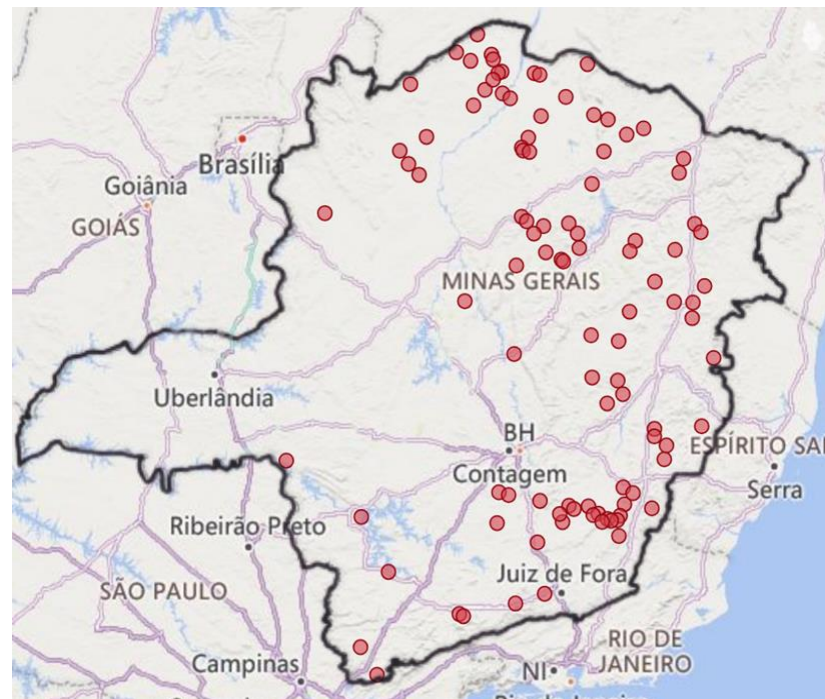 Brasília
Goiânia
GOIÁS
MINAS GERAIS
Uberlândia
BH
Contagem
ESPÍRITO SA
Serra
Ribeirão Preto
Juiz de Fora
SÃO PAULO
RIO DE
JANEIRO
Campinas
NI